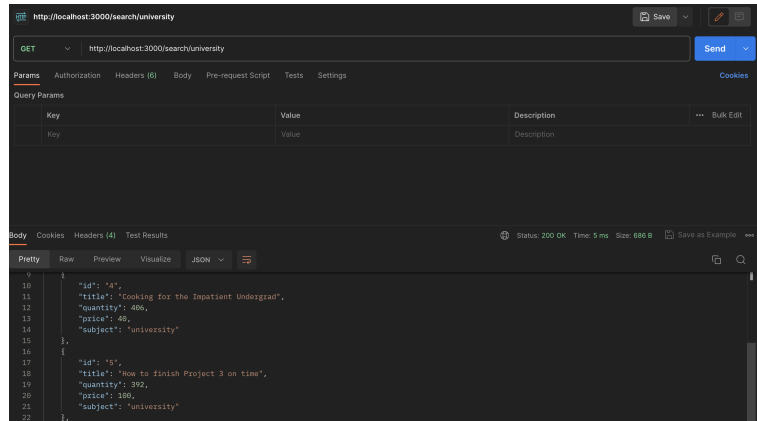 HTTP http://localhost:3000/search/university Save
GET http://localhost:3000/search/university Send
Params Authorization Headers (6) Body Pre-request Script Tests Settings Cookies
Query Params
Key Value Description ••• Bulk Edit
Key Value Description
Body Cookies Headers (4) Test Results Status: 200 OK Time: 5 ms Size: 686 B Save as Example
Pretty Raw Preview Visualize JSON
9 {
10 "id": "4",
11 "title": "Cooking for the Impatient Undergrad",
12 "quantity": 406,
13 "price": 40,
14 "subject": "university"
15 },
16 {
17 "id": "5",
18 "title": "How to finish Project 3 on time",
19 "quantity": 392,
20 "price": 100,
21 "subject": "university"
22 },